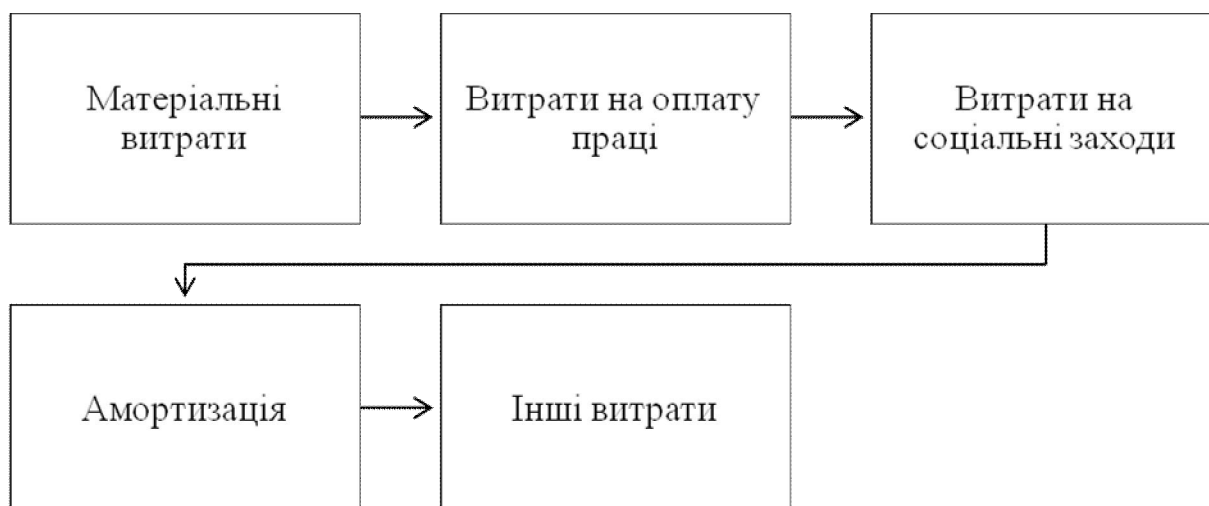 Матеріальні
витрати
Витрати на оплату
праці
Витрати на
соціальні заходи
Амортизація
Інші витрати